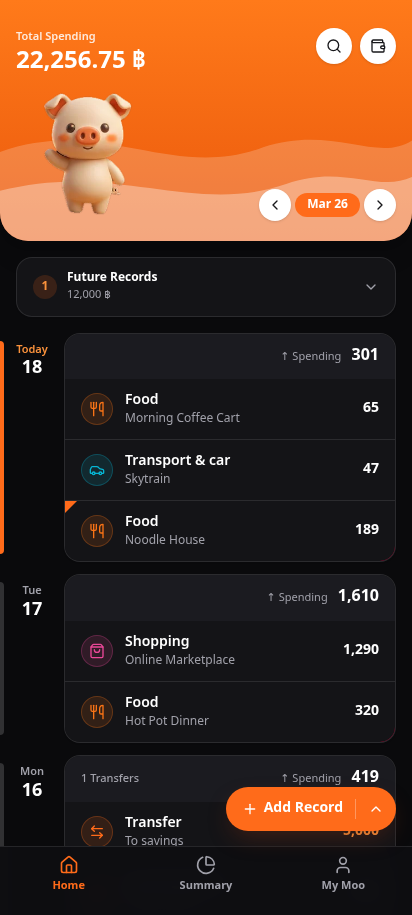 Total Spending
22,256.75 ฿
Mar 26
1
Future Records
12,000 ฿
Today
18
↑ Spending 301
Food
Morning Coffee Cart
65
Transport & car
Skytrain
47
Food
Noodle House
189
Tue
17
↑ Spending 1,610
Shopping
Online Marketplace
1,290
Food
Hot Pot Dinner
320
Mon
16
1 Transfers
↑ Spending 419
Transfer
To savings
+ Add Record
Home
Summary
My Moo